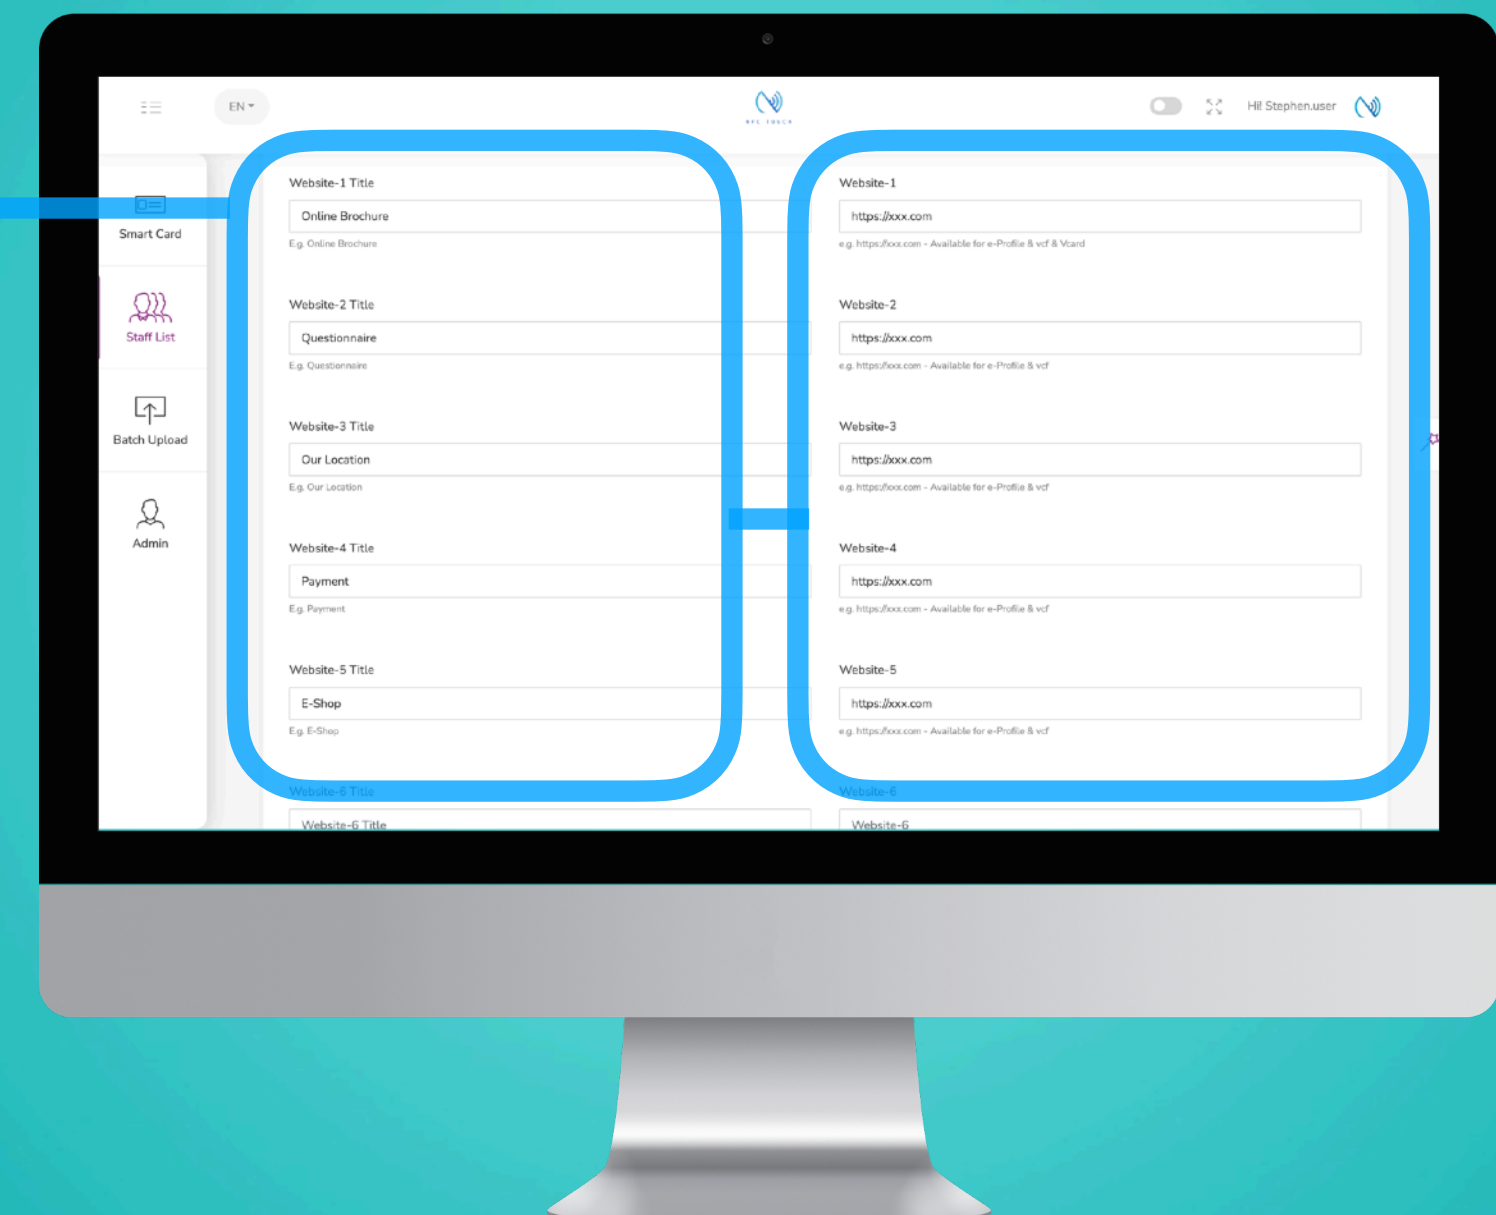 EN
NFC TOUCH
Hi! Stephen.user
Smart Card
Staff List
Batch Upload
Admin
Website-1 Title
Website-1
Online Brochure
https://xxx.com
E.g. Online Brochure
e.g. https://xxx.com - Available for e-Profile & vcf & Vcard
Website-2 Title
Website-2
Questionnaire
https://xxx.com
E.g. Questionnaire
e.g. https://xxx.com - Available for e-Profile & vcf
Website-3 Title
Website-3
Our Location
https://xxx.com
E.g. Our Location
e.g. https://xxx.com - Available for e-Profile & vcf
Website-4 Title
Website-4
Payment
https://xxx.com
E.g. Payment
e.g. https://xxx.com - Available for e-Profile & vcf
Website-5 Title
Website-5
E-Shop
https://xxx.com
E.g. E-Shop
e.g. https://xxx.com - Available for e-Profile & vcf
Website-6 Title
Website-6
Website-6 Title
Website-6